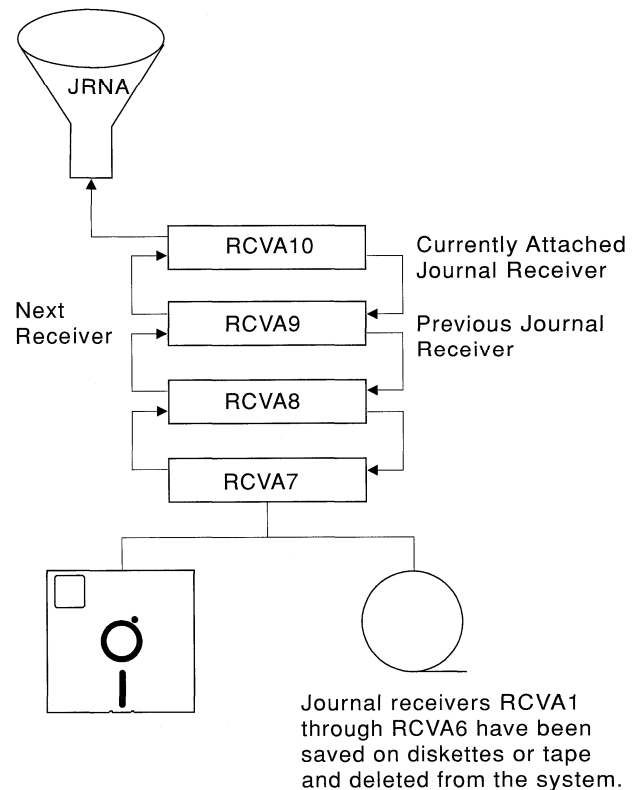 JRNA
RCVA10
Currently Attached
Journal Receiver
Next
Receiver
RCVA9
Previous Journal
Receiver
RCVA8
RCVA7
Journal receivers RCVA1
through RCVA6 have been
saved on diskettes or tape
and deleted from the system.